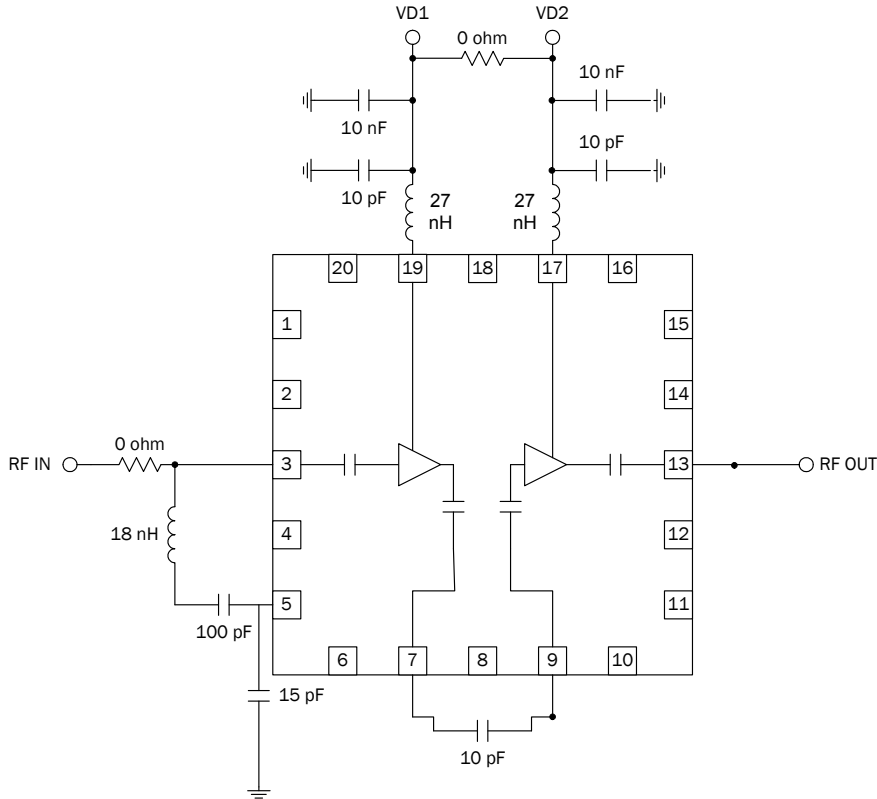 VD1
VD2
0 ohm
10 nF
10 nF
10 pF
10 pF
27
nH
27
nH
20
19
18
17
16
1
15
2
14
0 ohm
RF IN
3
13
RF OUT
18 nH
4
12
5
11
100 pF
6
7
8
9
10
15 pF
10 pF